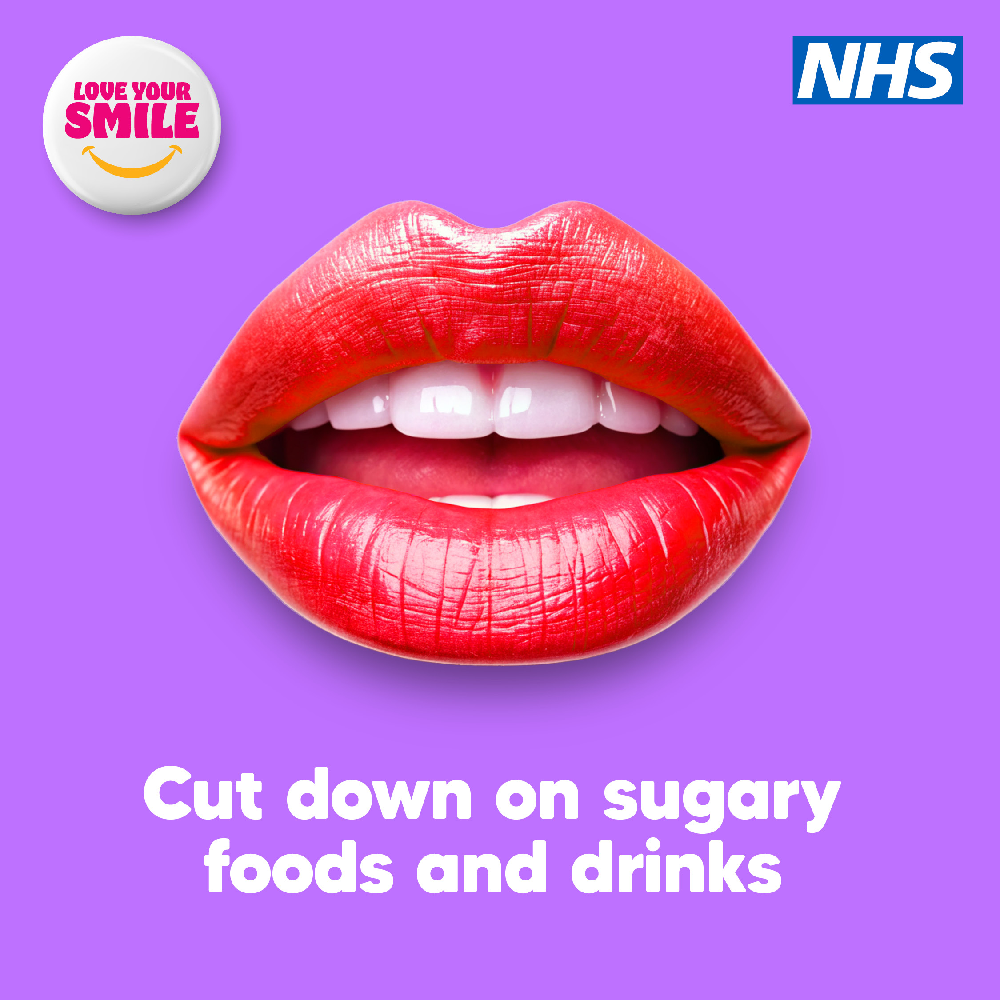 LOVE YOUR
SMILE
NHS
Cut down on sugary
foods and drinks